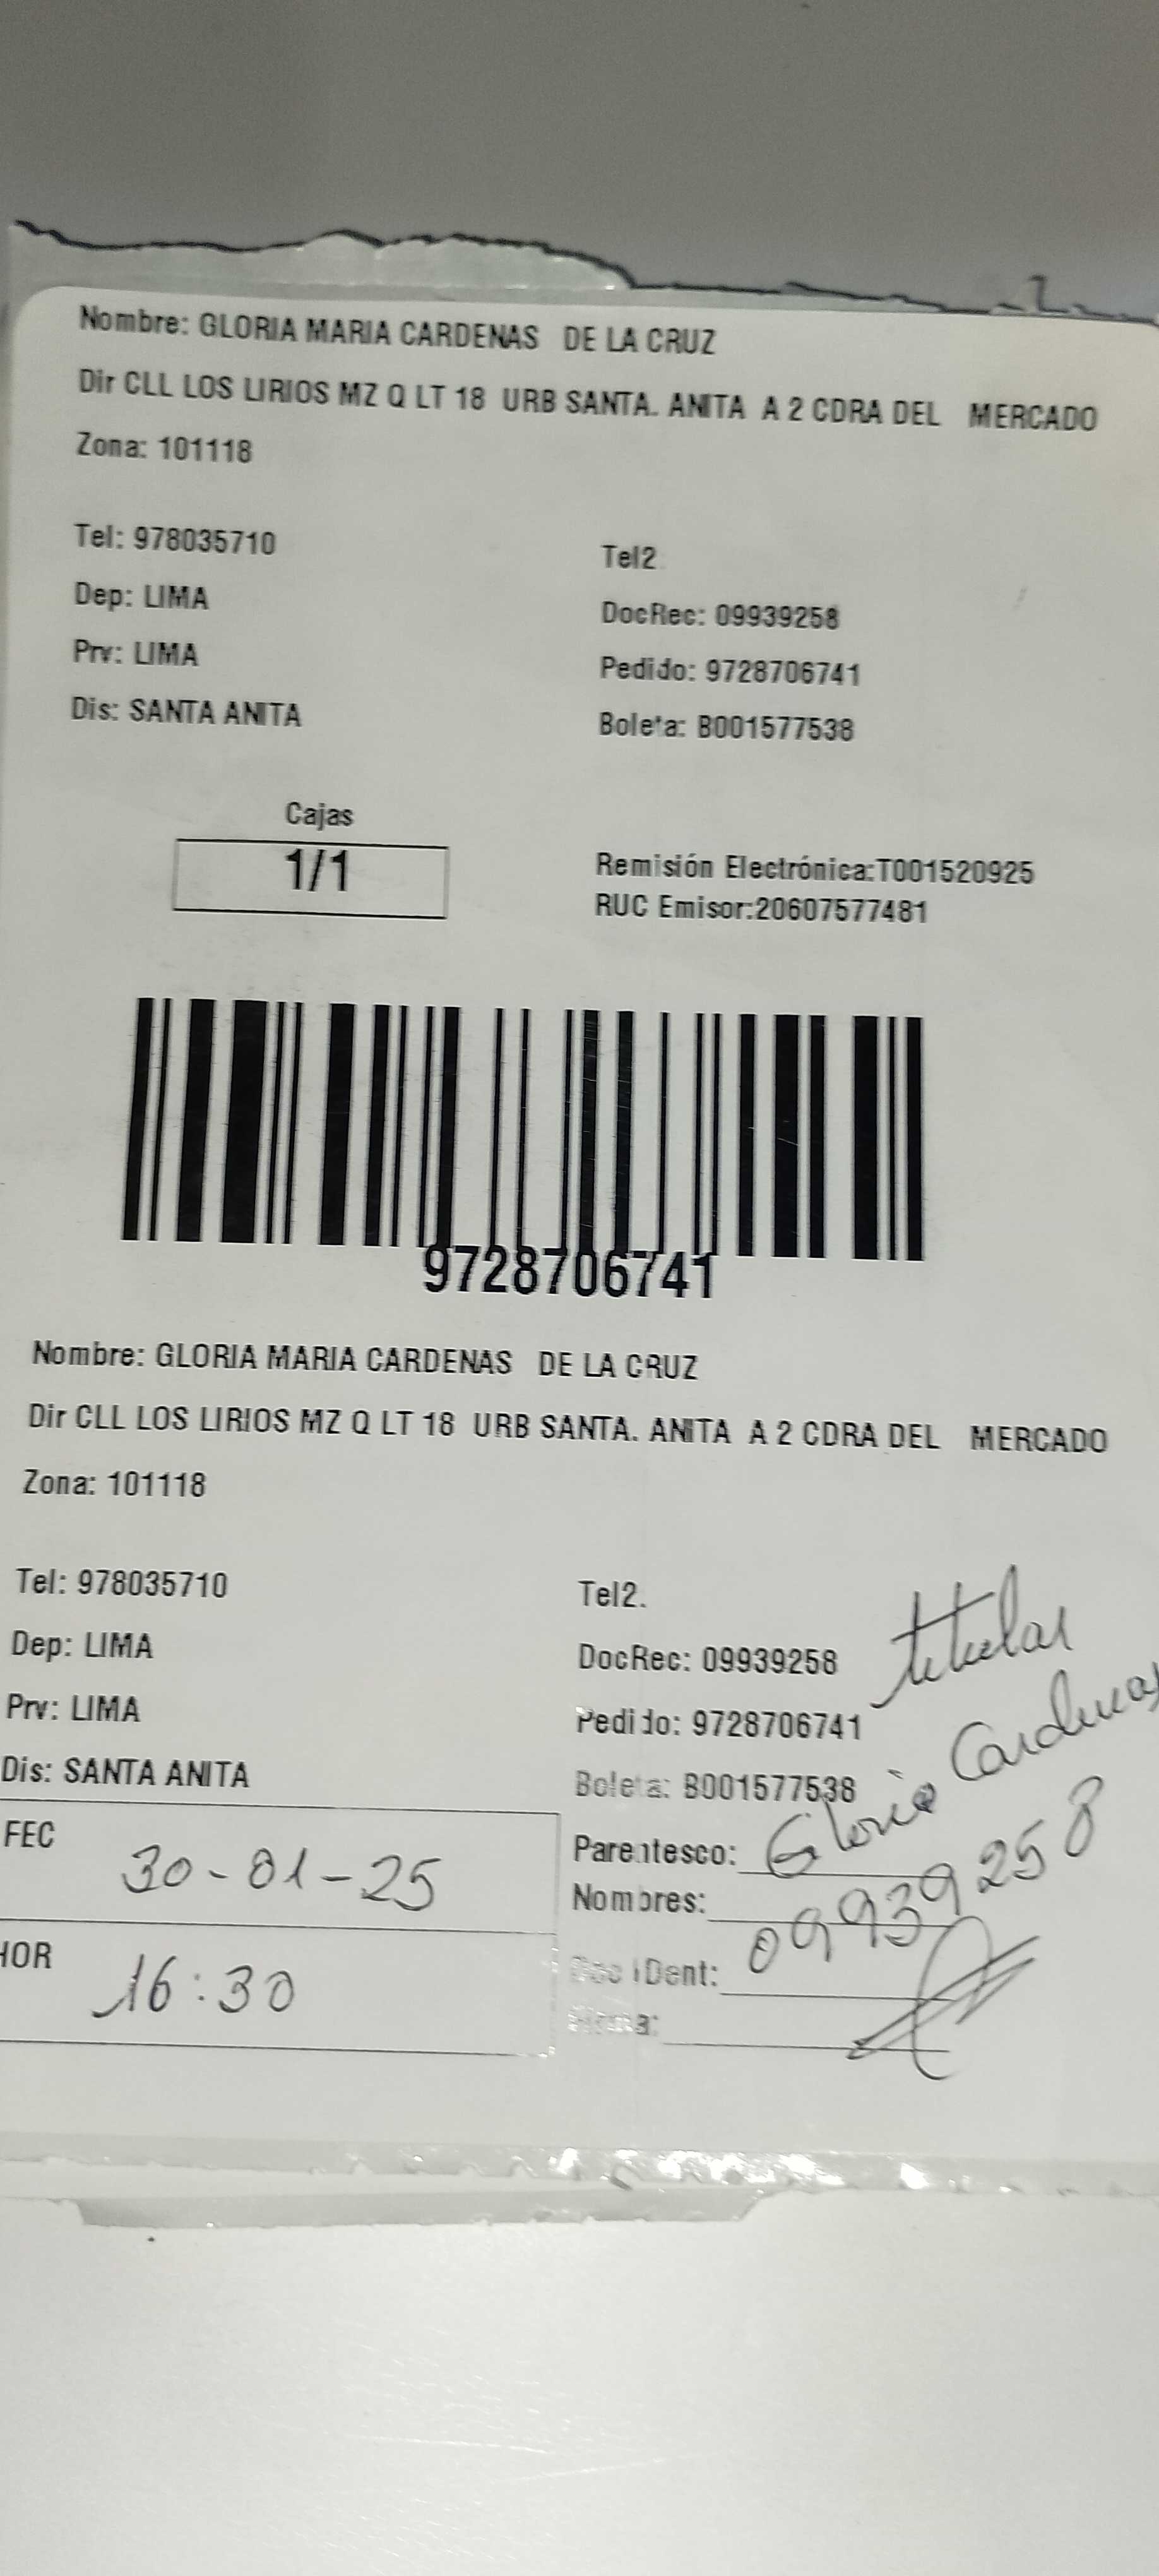 Nombre: GLORIA MARIA CARDENAS DE LA CRUZ
Dir CLL LOS LIRIOS MZ Q LT 18 URB SANTA. ANITA A 2 CDRA DEL MERCADO
Zona: 101118
Tel: 978035710 Tel2.
Dep: LIMA DocRec: 09939258
Prv: LIMA Pedido: 9728706741
Dis: SANTA ANITA Boleta: B001577538
Cajas
1/1
Remisión Electrónica:T001520925
RUC Emisor:20607577481
9728706741
Nombre: GLORIA MARIA CARDENAS DE LA CRUZ
Dir CLL LOS LIRIOS MZ Q LT 18 URB SANTA. ANITA A 2 CDRA DEL MERCADO
Zona: 101118
Tel: 978035710 Tel2.
Dep: LIMA DocRec: 09939258 titular
Prv: LIMA Pedido: 9728706741
Dis: SANTA ANITA Boleta: B001577538
FEC 30-01-25
HOR 16:30
Parentesco: Gloria Cardenas
Nombres: 09939258
Doc IDent: